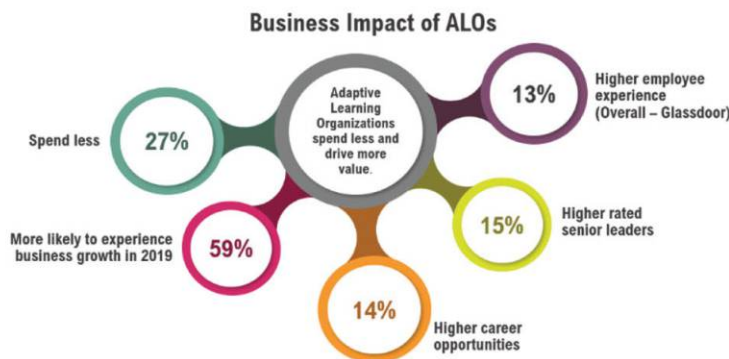 Business Impact of ALOs
Adaptive
Learning
Organizations
spend less and
drive more
value.
Spend less
27%
More likely to experience
business growth in 2019
59%
14%
Higher career
opportunities
15%
Higher rated
senior leaders
13%
Higher employee
experience
(Overall – Glassdoor)